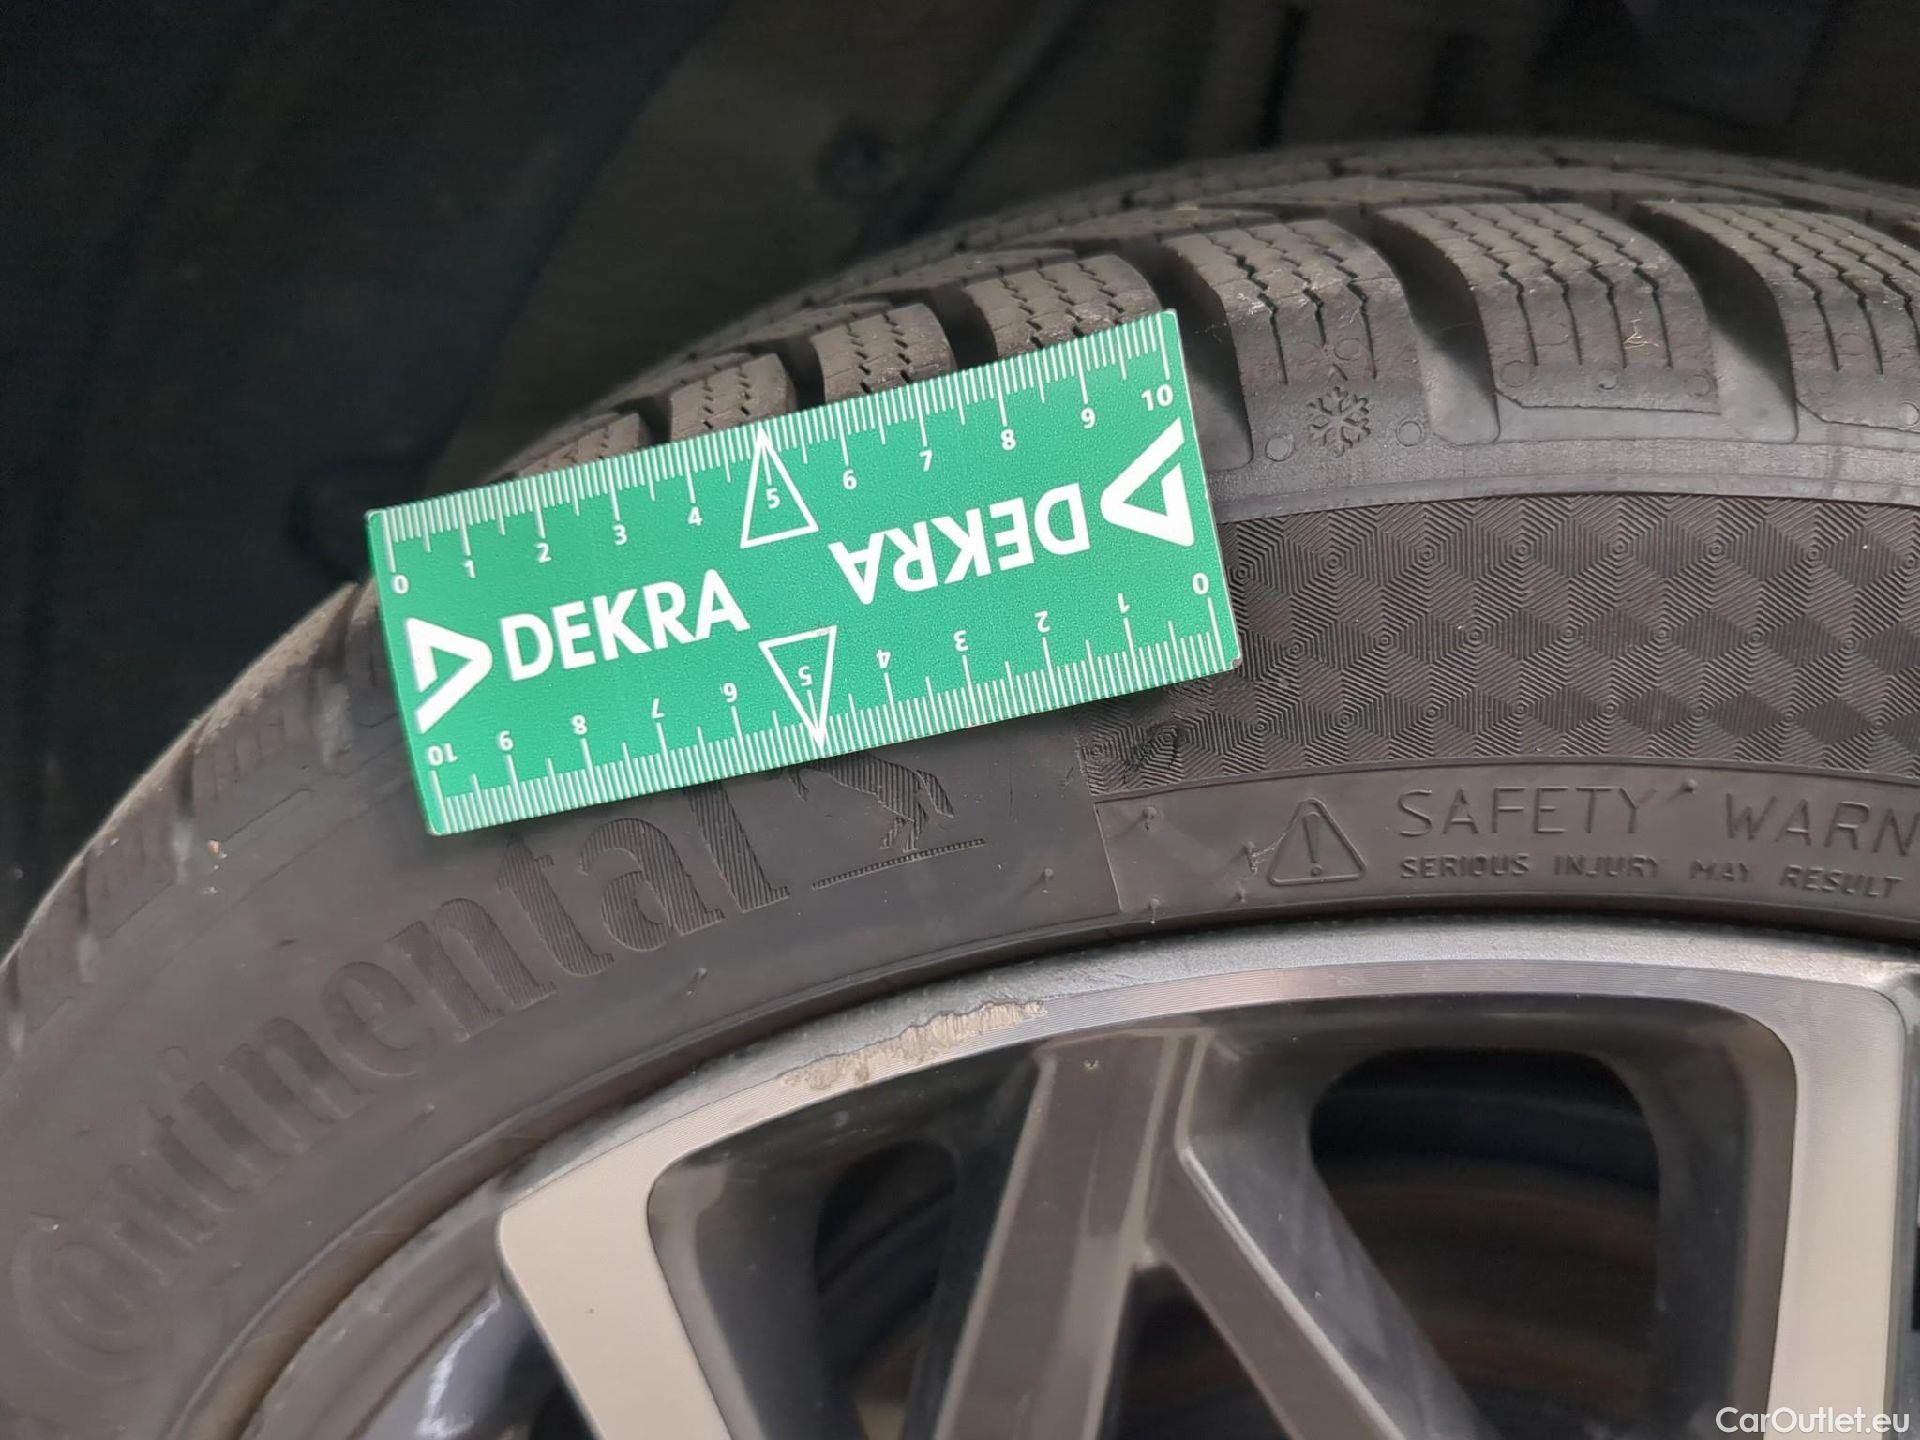 0 1 2 3 4 5 6 7 8 9 10
DEKRA
DEKRA
10 9 8 7 6 5 4 3 2 1 0
Continental
SAFETY WARN
SERIOUS INJURY MAY RESULT
CarOutlet.eu